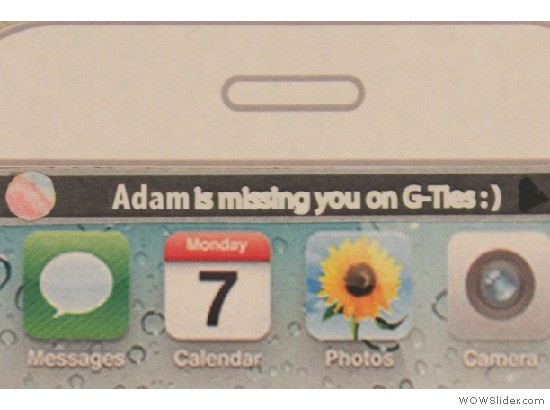 Adam is missing you on G-Ties :)
Monday
7
Messages Calendar Photos Camera
WOWSlider.com